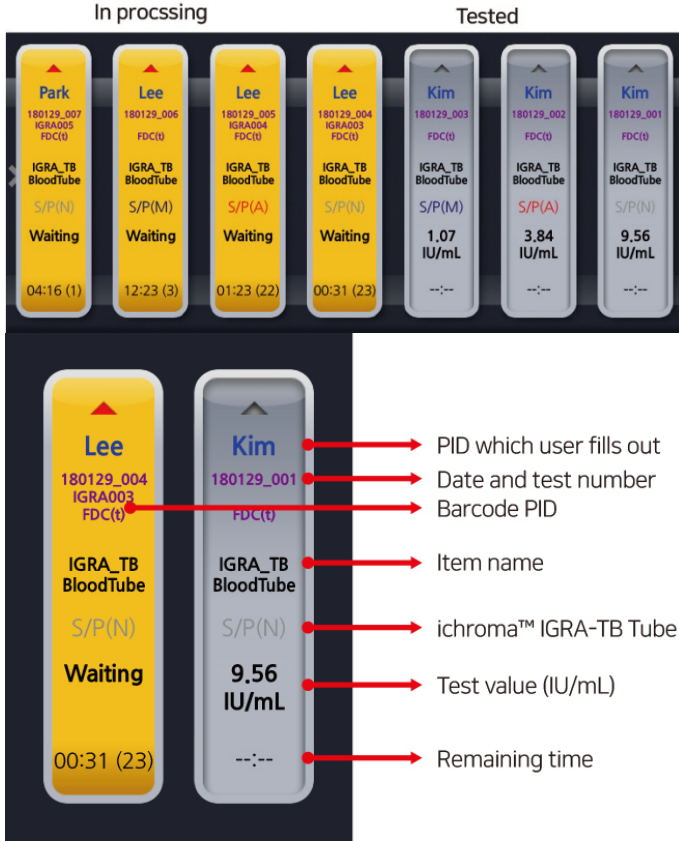 In procssing
Tested
Park
180129_007
IGRA005
FDC(t)
IGRA_TB
BloodTube
S/P(N)
Waiting
04:16 (1)
Lee
180129_006
FDC(t)
IGRA_TB
BloodTube
S/P(M)
Waiting
12:23 (3)
Lee
180129_005
IGRA004
FDC(t)
IGRA_TB
BloodTube
S/P(A)
Waiting
01:23 (22)
Lee
180129_004
IGRA003
FDC(t)
IGRA_TB
BloodTube
S/P(N)
Waiting
00:31 (23)
Kim
180129_003
FDC(t)
IGRA_TB
BloodTube
S/P(M)
1.07
IU/mL
--:--
Kim
180129_002
FDC(t)
IGRA_TB
BloodTube
S/P(A)
3.84
IU/mL
--:--
Kim
180129_001
FDC(t)
IGRA_TB
BloodTube
S/P(N)
9.56
IU/mL
--:--
Lee
180129_004
IGRA003
FDC(t)
IGRA_TB
BloodTube
S/P(N)
Waiting
00:31 (23)
Kim
180129_001
FDC(t)
IGRA_TB
BloodTube
S/P(N)
9.56
IU/mL
--:--
PID which user fills out
Date and test number
Barcode PID
Item name
ichroma™ IGRA-TB Tube
Test value (IU/mL)
Remaining time